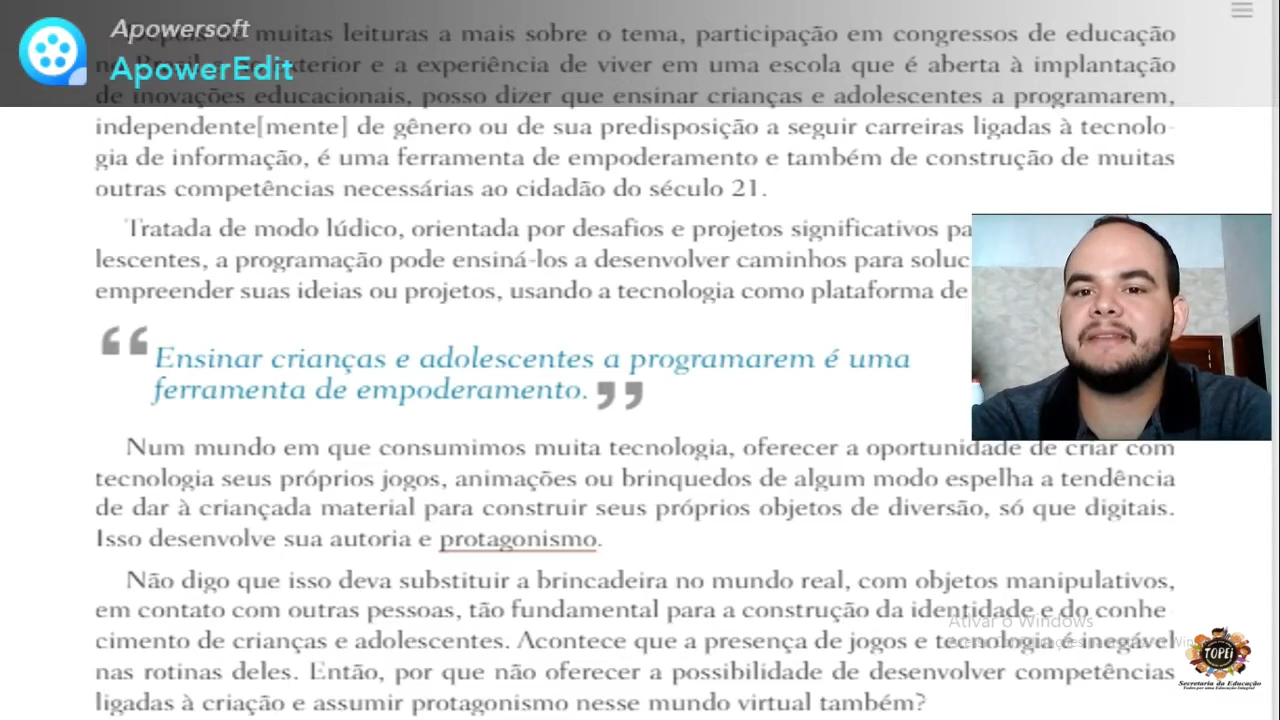 Apowersoft
ApowerEdit
muitas leituras a mais sobre o tema, participação em congressos de educação
exterior e a experiência de viver em uma escola que é aberta à implantação
de inovações educacionais, posso dizer que ensinar crianças e adolescentes a programarem,
independente[mente] de gênero ou de sua predisposição a seguir carreiras ligadas à tecnolo-
gia de informação, é uma ferramenta de empoderamento e também de construção de muitas
outras competências necessárias ao cidadão do século 21.
Tratada de modo lúdico, orientada por desafios e projetos significativos pa
lescentes, a programação pode ensiná-los a desenvolver caminhos para soluc
empreender suas ideias ou projetos, usando a tecnologia como plataforma de
“Ensinar crianças e adolescentes a programarem é uma
ferramenta de empoderamento.”
Num mundo em que consumimos muita tecnologia, oferecer a oportunidade de criar com
tecnologia seus próprios jogos, animações ou brinquedos de algum modo espelha a tendência
de dar à criançada material para construir seus próprios objetos de diversão, só que digitais.
Isso desenvolve sua autoria e protagonismo.
Não digo que isso deva substituir a brincadeira no mundo real, com objetos manipulativos,
em contato com outras pessoas, tão fundamental para a construção da identidade e do conhe
cimento de crianças e adolescentes. Acontece que a presença de jogos e tecnologia é inegável
nas rotinas deles. Então, por que não oferecer a possibilidade de desenvolver competências
ligadas à criação e assumir protagonismo nesse mundo virtual também?
Ativar o Windows
TOPEI
Secretaria da Educação
Todos por uma Educação Integral